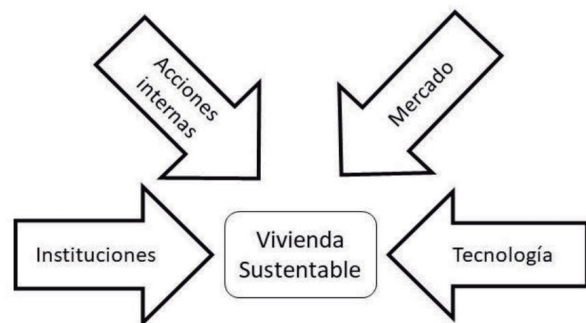 Acciones
internas
Mercado
Instituciones
Vivienda
Sustentable
Tecnología